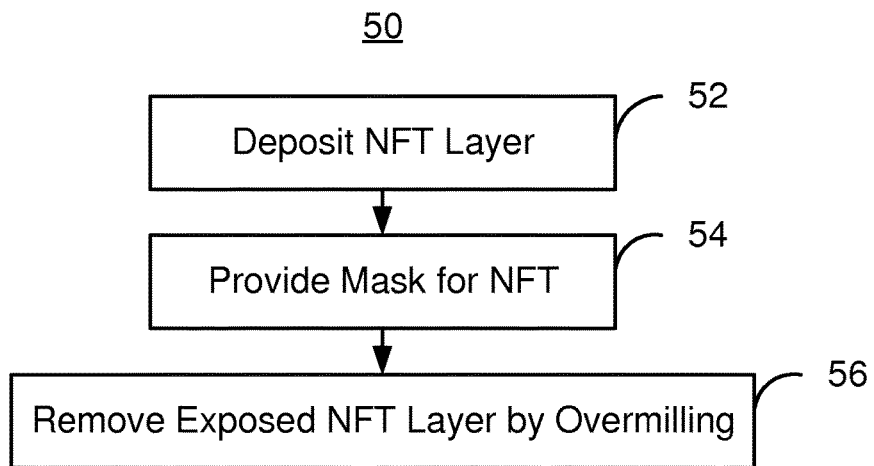 50
52
Deposit NFT Layer
54
Provide Mask for NFT
56
Remove Exposed NFT Layer by Overmilling